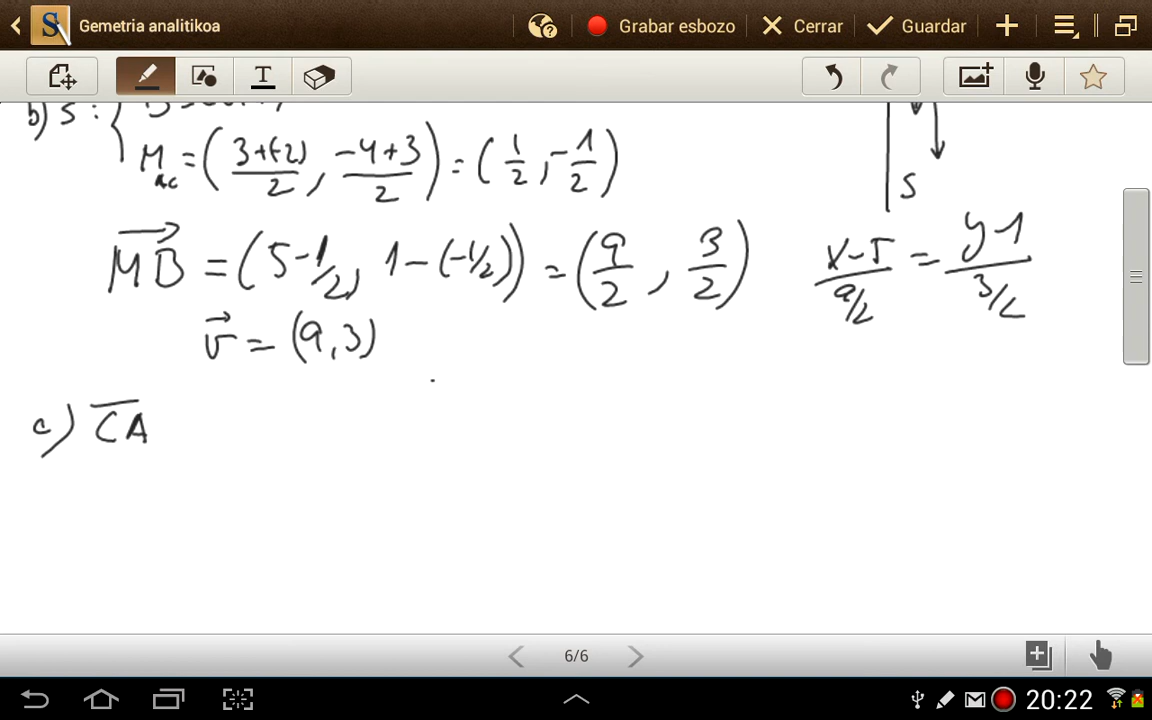 Gemetria analitikoa
Grabar esbozo
Cerrar
Guardar
b) s :
M_AC = ( (3+(-2))/2 , (-4+3)/2 ) = ( 1/2 , -1/2 )
S
MB = ( 5-1/2, 1-(-1/2) ) = ( 9/2 , 3/2 )
(x-5)/(9/2) = (y-1)/(3/2)
v = (9,3)
c) CA
6/6
20:22